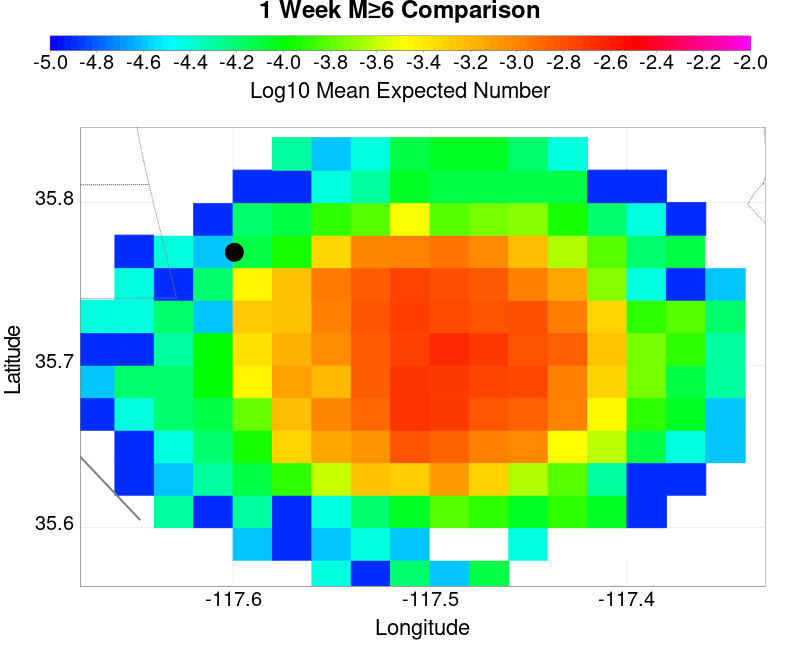 1 Week M≥6 Comparison
-5.0 -4.8 -4.6 -4.4 -4.2 -4.0 -3.8 -3.6 -3.4 -3.2 -3.0 -2.8 -2.6 -2.4 -2.2 -2.0
Log10 Mean Expected Number
35.8
35.7
35.6
Latitude
-117.6 -117.5 -117.4
Longitude